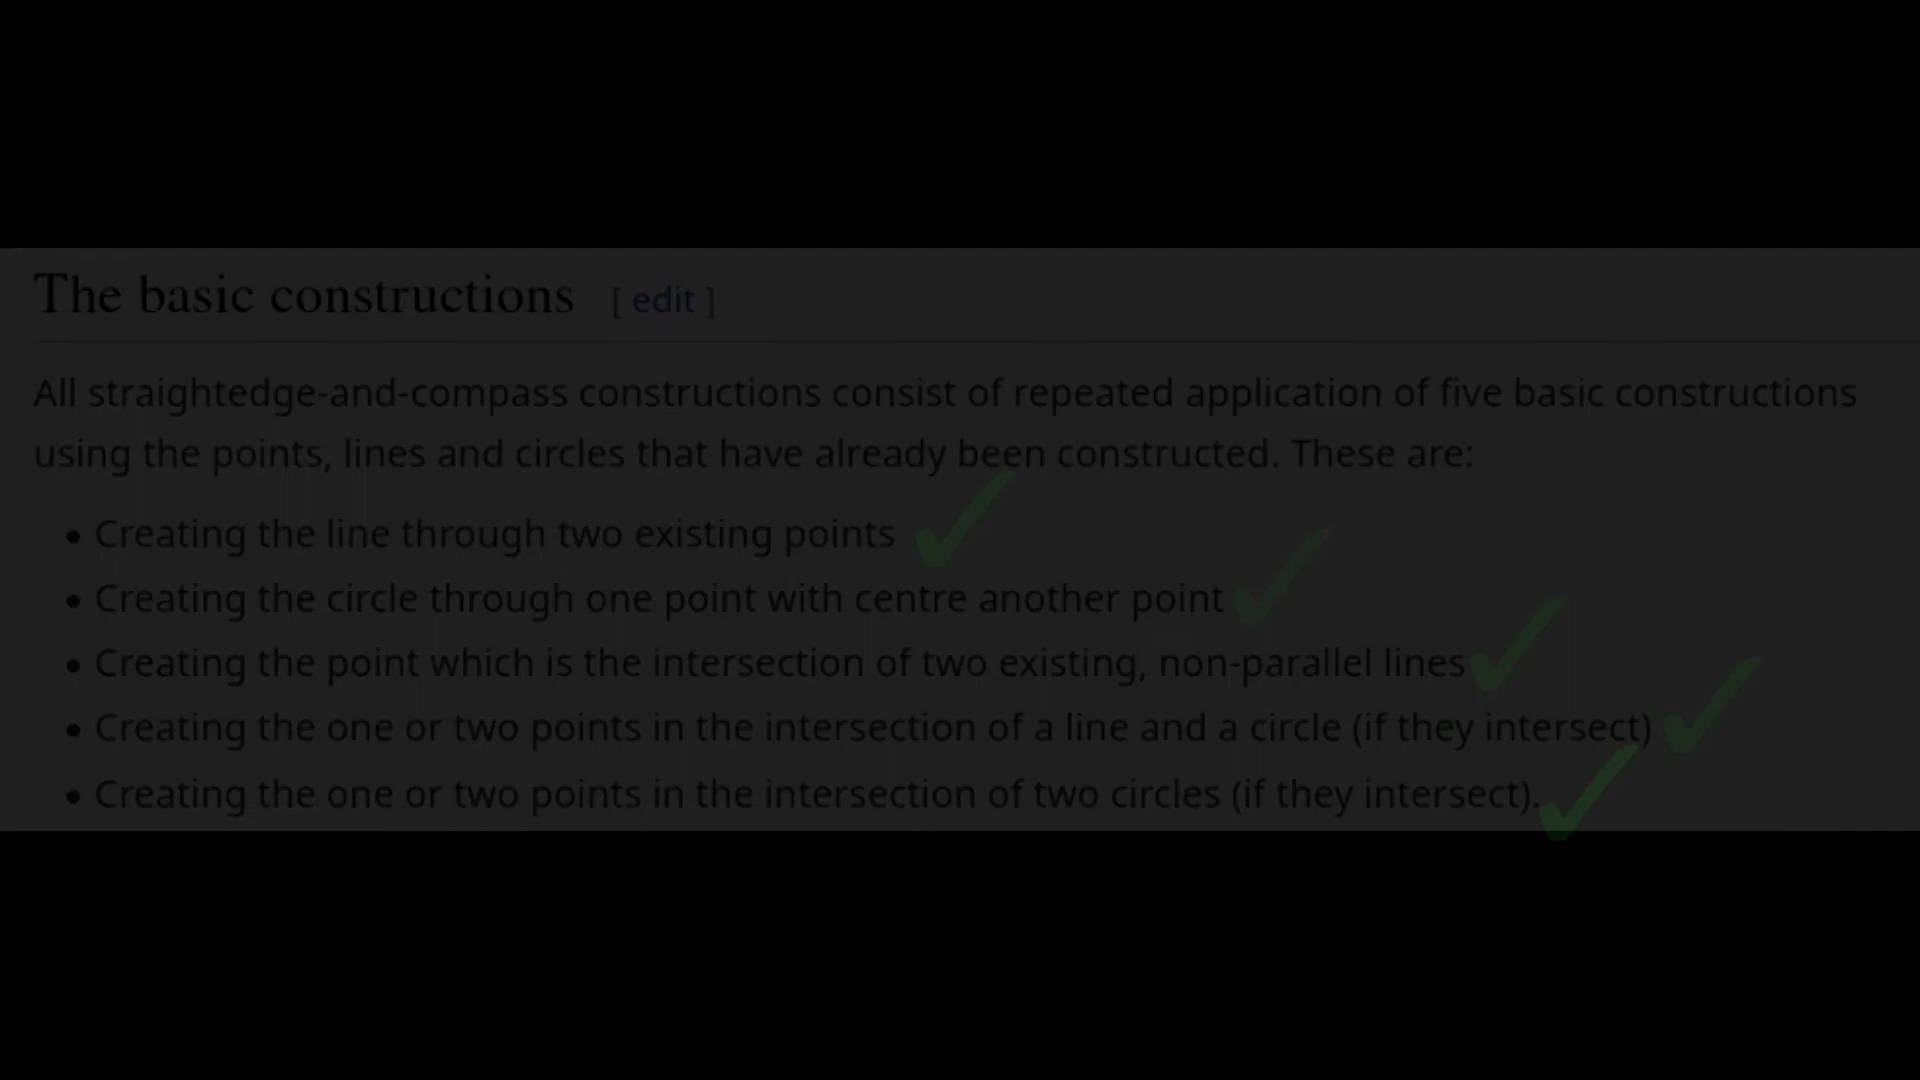 The basic constructions [ edit ]
All straightedge-and-compass constructions consist of repeated application of five basic constructions
using the points, lines and circles that have already been constructed. These are:
• Creating the line through two existing points
• Creating the circle through one point with centre another point
• Creating the point which is the intersection of two existing, non-parallel lines
• Creating the one or two points in the intersection of a line and a circle (if they intersect)
• Creating the one or two points in the intersection of two circles (if they intersect).